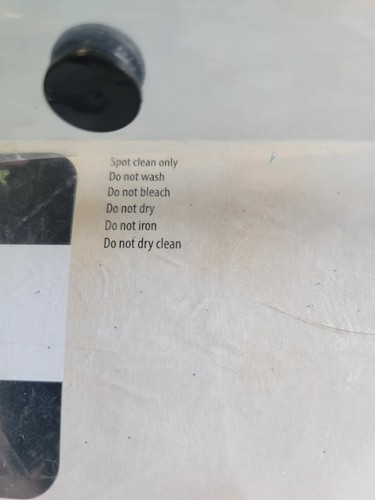 Spot clean only
Do not wash
Do not bleach
Do not dry
Do not iron
Do not dry clean